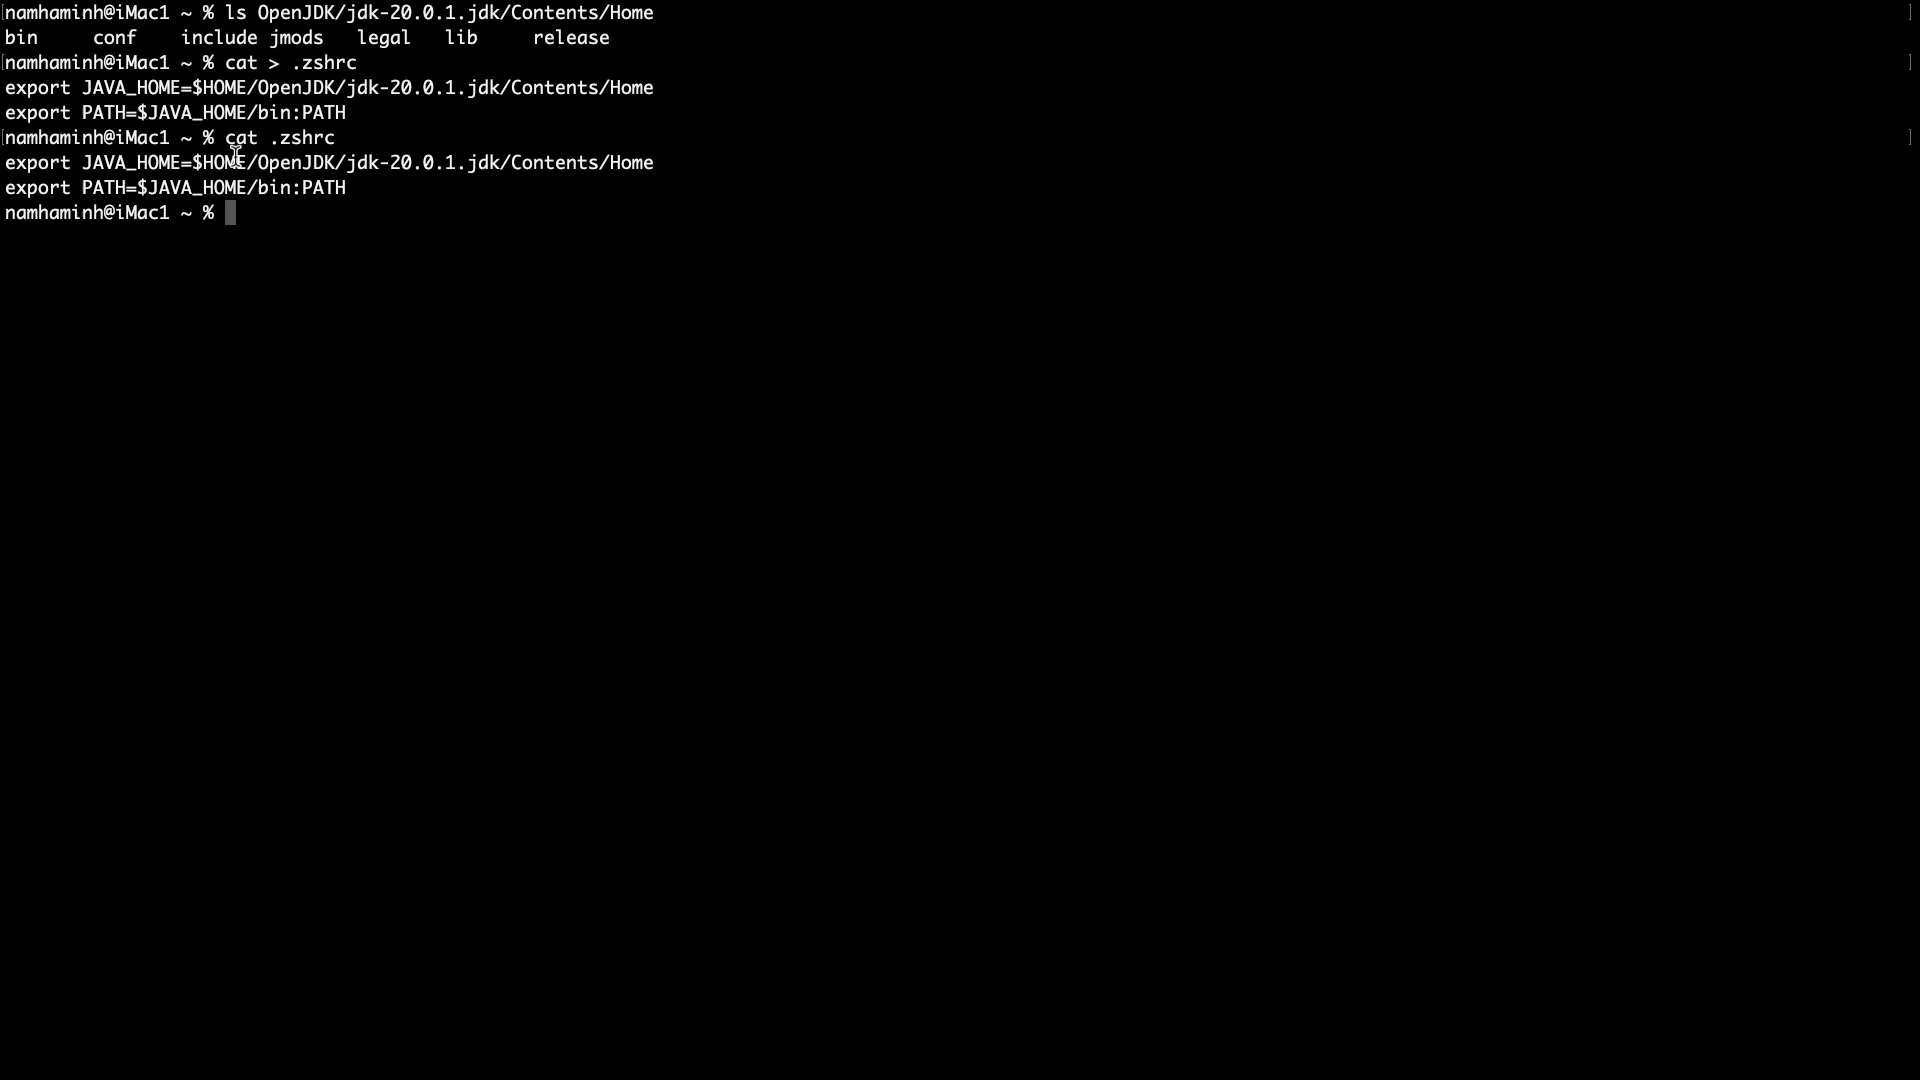 namhaminh@iMac1 ~ % ls OpenJDK/jdk-20.0.1.jdk/Contents/Home
bin conf include jmods legal lib release
namhaminh@iMac1 ~ % cat > .zshrc
export JAVA_HOME=$HOME/OpenJDK/jdk-20.0.1.jdk/Contents/Home
export PATH=$JAVA_HOME/bin:PATH
namhaminh@iMac1 ~ % cat .zshrc
export JAVA_HOME=$HOME/OpenJDK/jdk-20.0.1.jdk/Contents/Home
export PATH=$JAVA_HOME/bin:PATH
namhaminh@iMac1 ~ %